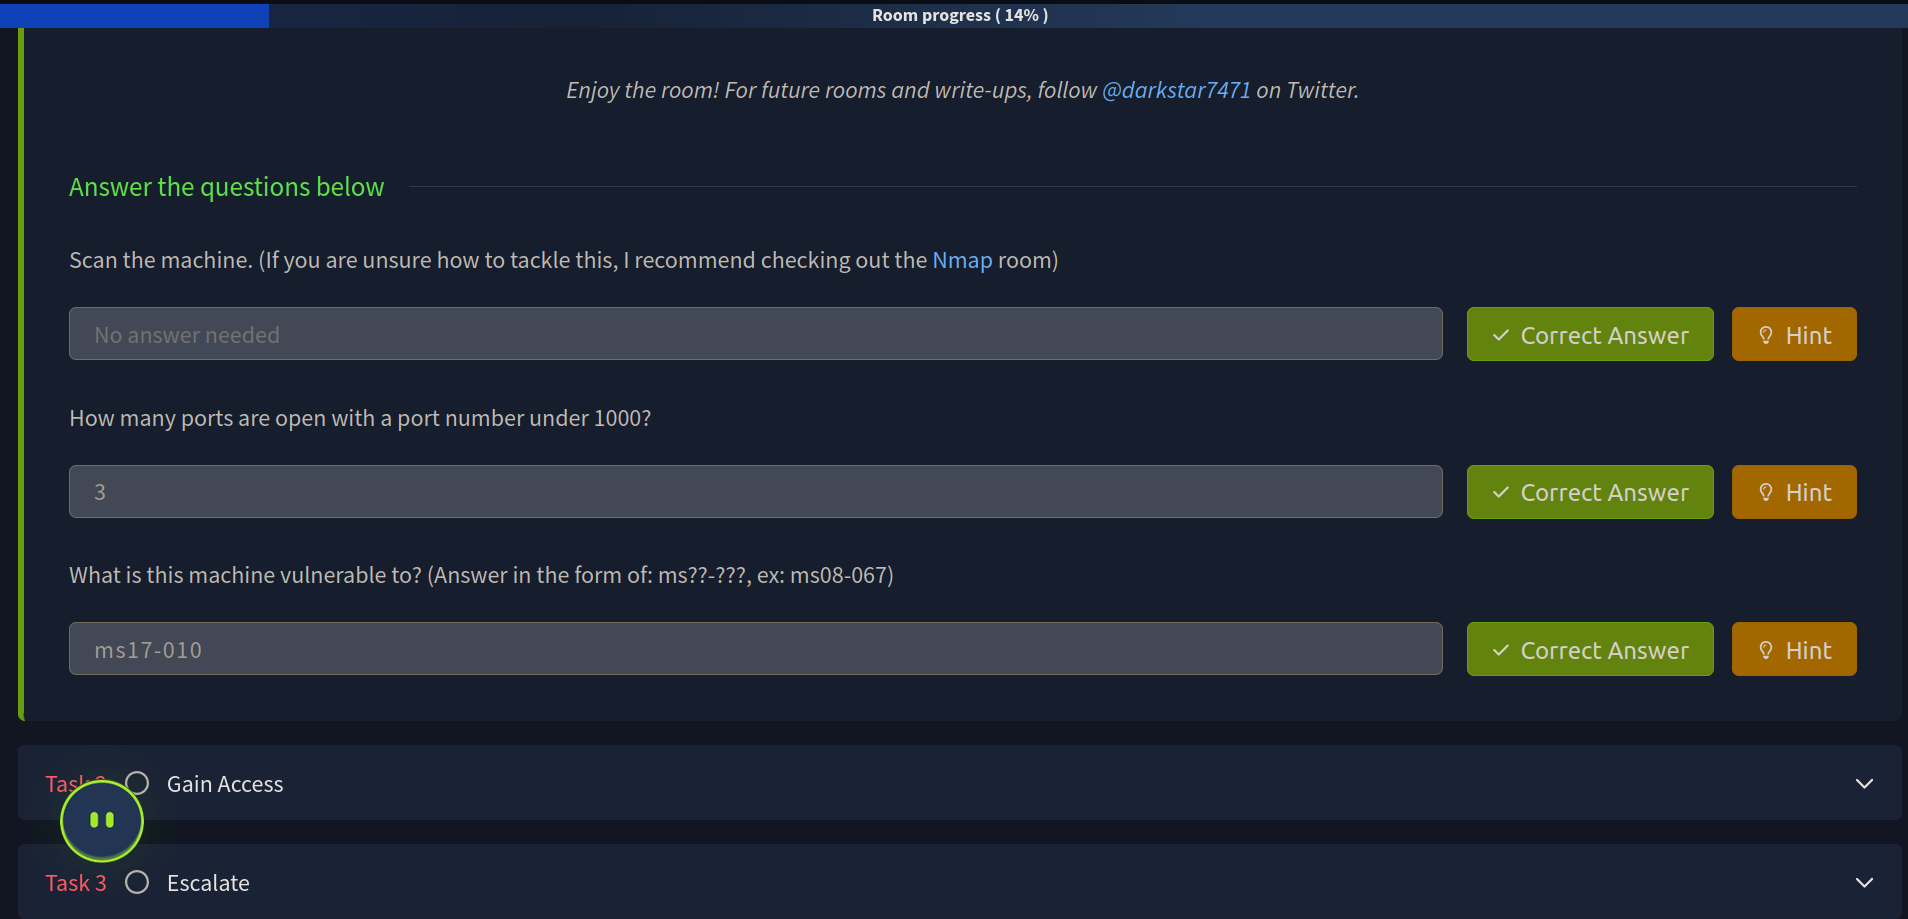 Room progress ( 14% )
Enjoy the room! For future rooms and write-ups, follow @darkstar7471 on Twitter.
Answer the questions below
Scan the machine. (If you are unsure how to tackle this, I recommend checking out the Nmap room)
No answer needed
Correct Answer
Hint
How many ports are open with a port number under 1000?
3
Correct Answer
Hint
What is this machine vulnerable to? (Answer in the form of: ms??-???, ex: ms08-067)
ms17-010
Correct Answer
Hint
Task
Gain Access
Task 3
Escalate